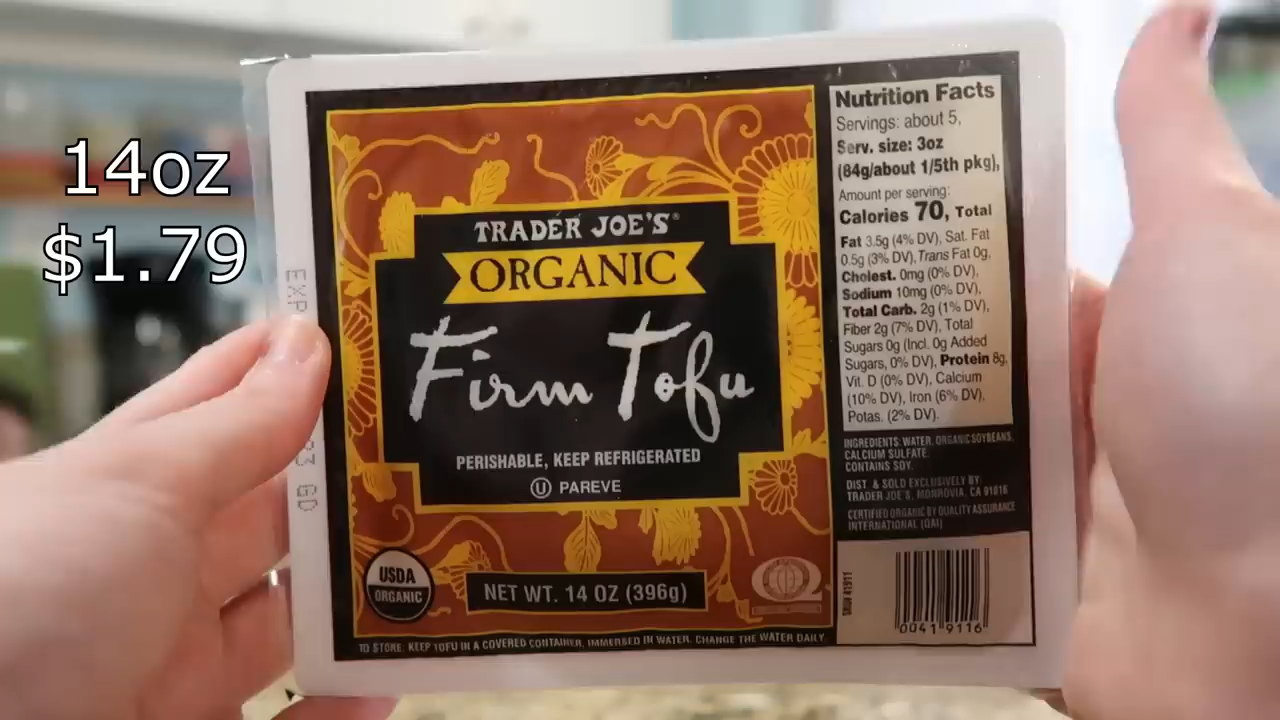 14oz
$1.79
EXP
23 GD
TRADER JOE'S®
ORGANIC
Firm Tofu
PERISHABLE, KEEP REFRIGERATED
U PAREVE
USDA
ORGANIC
NET WT. 14 OZ (396g)
Q
TO STORE, KEEP TOFU IN A COVERED CONTAINER, IMMERSED IN WATER. CHANGE THE WATER DAILY.
Nutrition Facts
Servings: about 5,
Serv. size: 3oz
(84g/about 1/5th pkg),
Amount per serving:
Calories 70, Total
Fat 3.5g (4% DV), Sat. Fat
0.5g (3% DV), Trans Fat 0g,
Cholest. 0mg (0% DV),
Sodium 10mg (0% DV),
Total Carb. 2g (1% DV),
Fiber 2g (7% DV), Total
Sugars 0g (Incl. 0g Added
Sugars, 0% DV), Protein 8g,
Vit. D (0% DV), Calcium
(10% DV), Iron (6% DV),
Potas. (2% DV).
INGREDIENTS: WATER, ORGANIC SOYBEANS,
CALCIUM SULFATE.
CONTAINS SOY.
DIST. & SOLD EXCLUSIVELY BY:
TRADER JOE'S, MONROVIA, CA 91016
CERTIFIED ORGANIC BY QUALITY ASSURANCE
INTERNATIONAL (QAI)
SKU# 41911
0041 9116